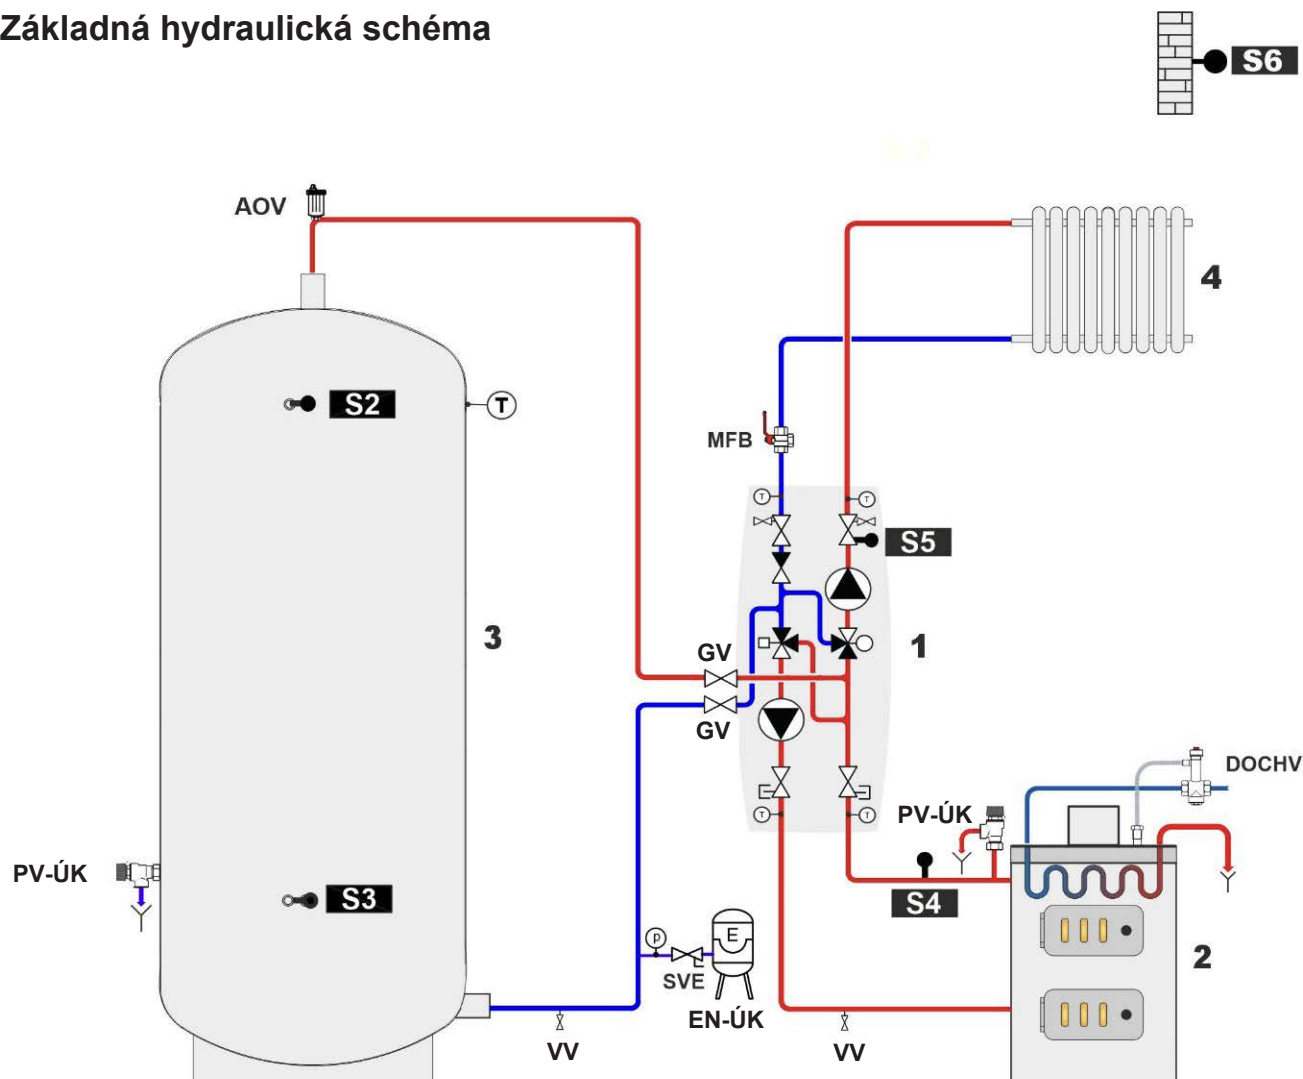 Základná hydraulická schéma
S6
AOV
4
S2
T
MFB
T
T
S5
3
1
GV
GV
DOCHV
T
T
PV-ÚK
PV-ÚK
S3
S4
P
E
2
SVE
EN-ÚK
VV
VV